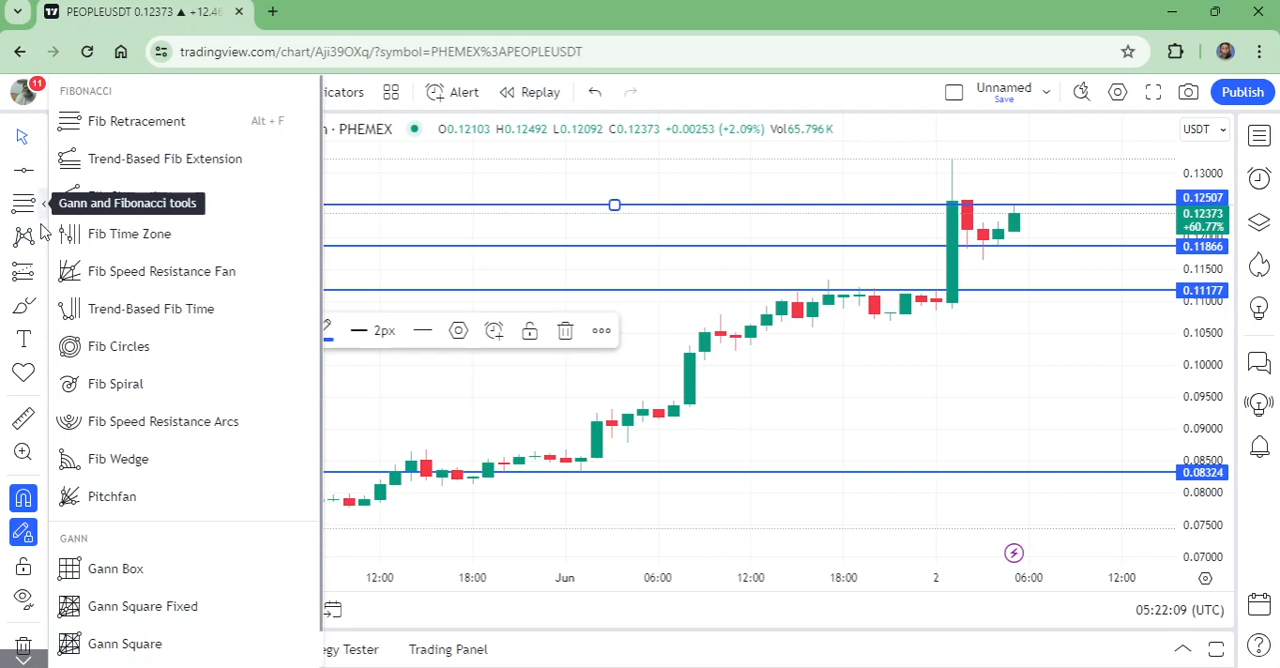 PEOPLEUSDT 0.12373 ▲ +12.46
tradingview.com/chart/Aji39OXq/?symbol=PHEMEX%3APEOPLEUSDT
11
FIBONACCI
Fib Retracement Alt + F
Trend-Based Fib Extension
Gann and Fibonacci tools
Fib Time Zone
Fib Speed Resistance Fan
Trend-Based Fib Time
Fib Circles
Fib Spiral
Fib Speed Resistance Arcs
Fib Wedge
Pitchfan
GANN
Gann Box
Gann Square Fixed
Gann Square
icators
Alert
Replay
Unnamed
Save
Publish
n · PHEMEX O0.12103 H0.12492 L0.12092 C0.12373 +0.00253 (+2.09%) Vol65.796K
USDT
0.13000
0.12507
0.12373
+60.77%
0.11866
0.11500
0.11177
0.11000
0.10500
0.10000
0.09500
0.09000
0.08500
0.08324
0.08000
0.07500
0.07000
2px
12:00 18:00 Jun 06:00 12:00 18:00 2 06:00 12:00
05:22:09 (UTC)
egy Tester
Trading Panel